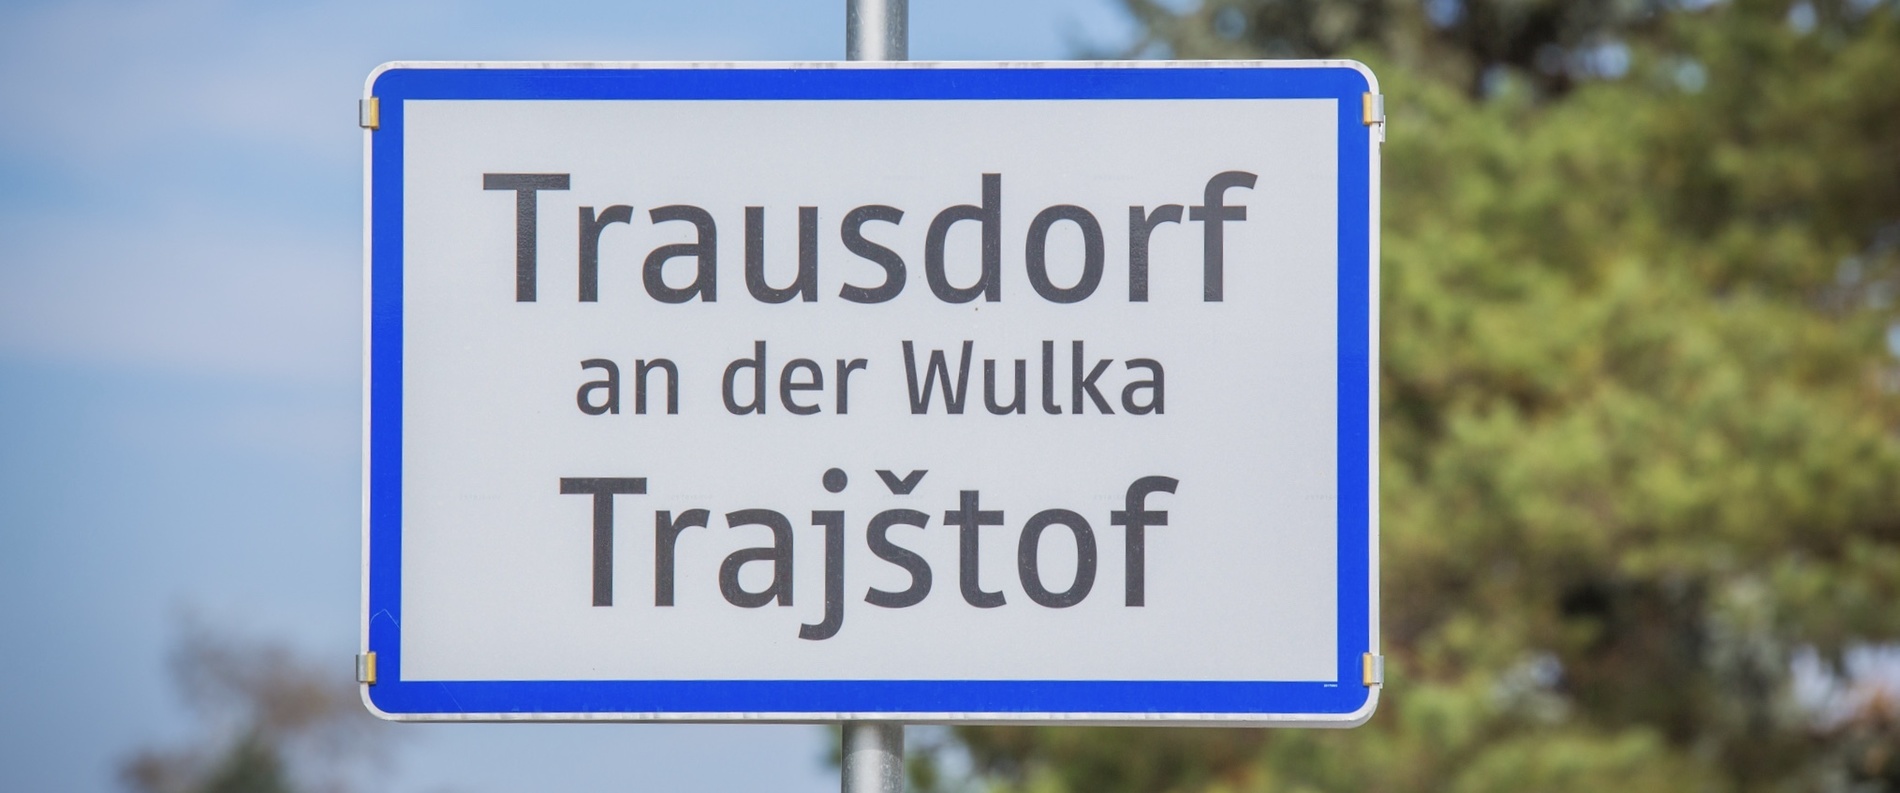 Trausdorf
an der Wulka
Trajštof